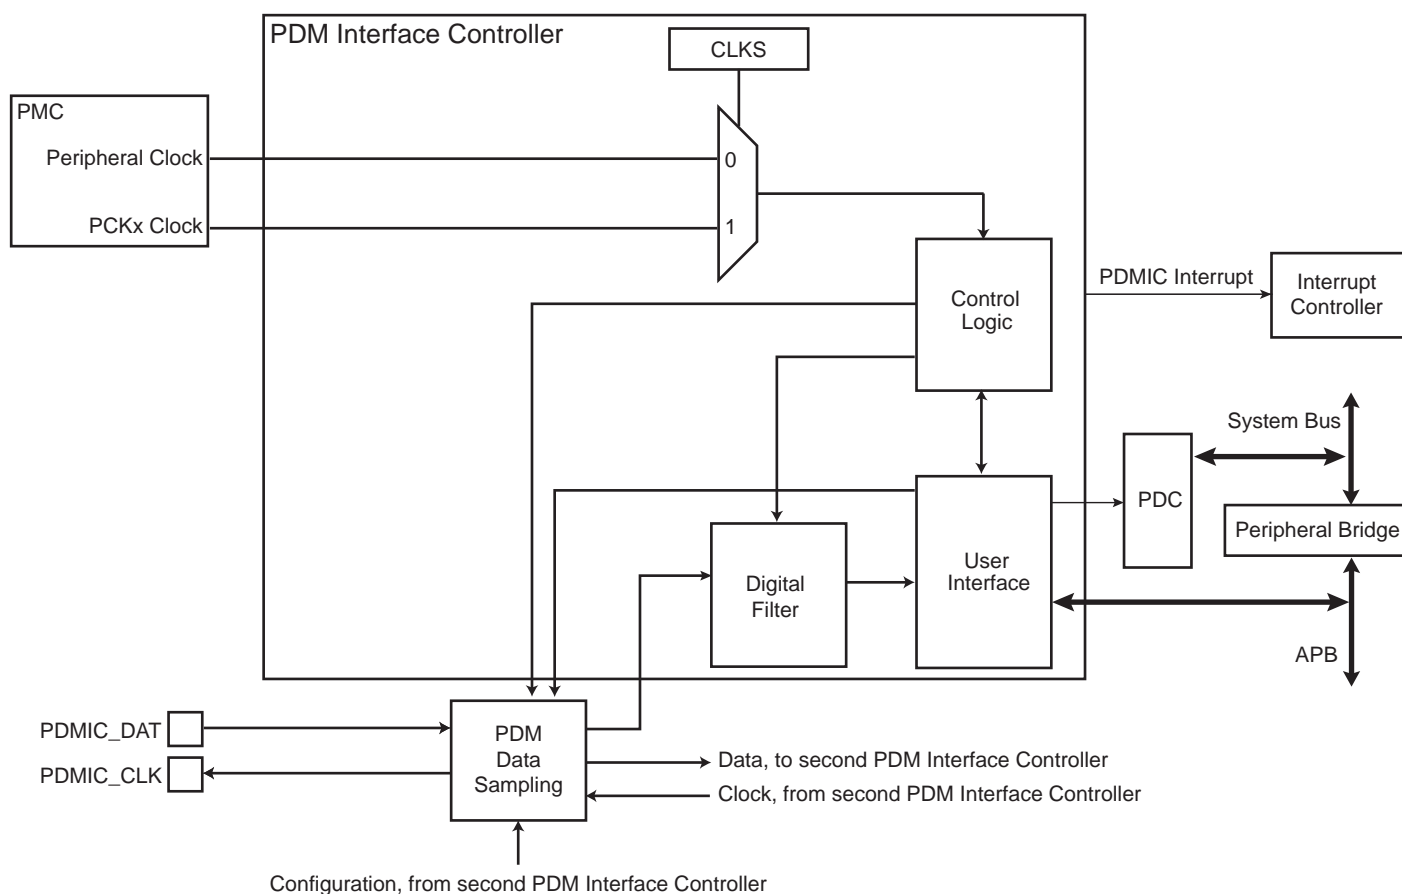 PDM Interface Controller
CLKS
PMC
Peripheral Clock
0
PCKx Clock
1
Control
Logic
PDMIC Interrupt
Interrupt
Controller
System Bus
PDC
Peripheral Bridge
User
Interface
Digital
Filter
APB
PDMIC_DAT
PDMIC_CLK
PDM
Data
Sampling
Data, to second PDM Interface Controller
Clock, from second PDM Interface Controller
Configuration, from second PDM Interface Controller